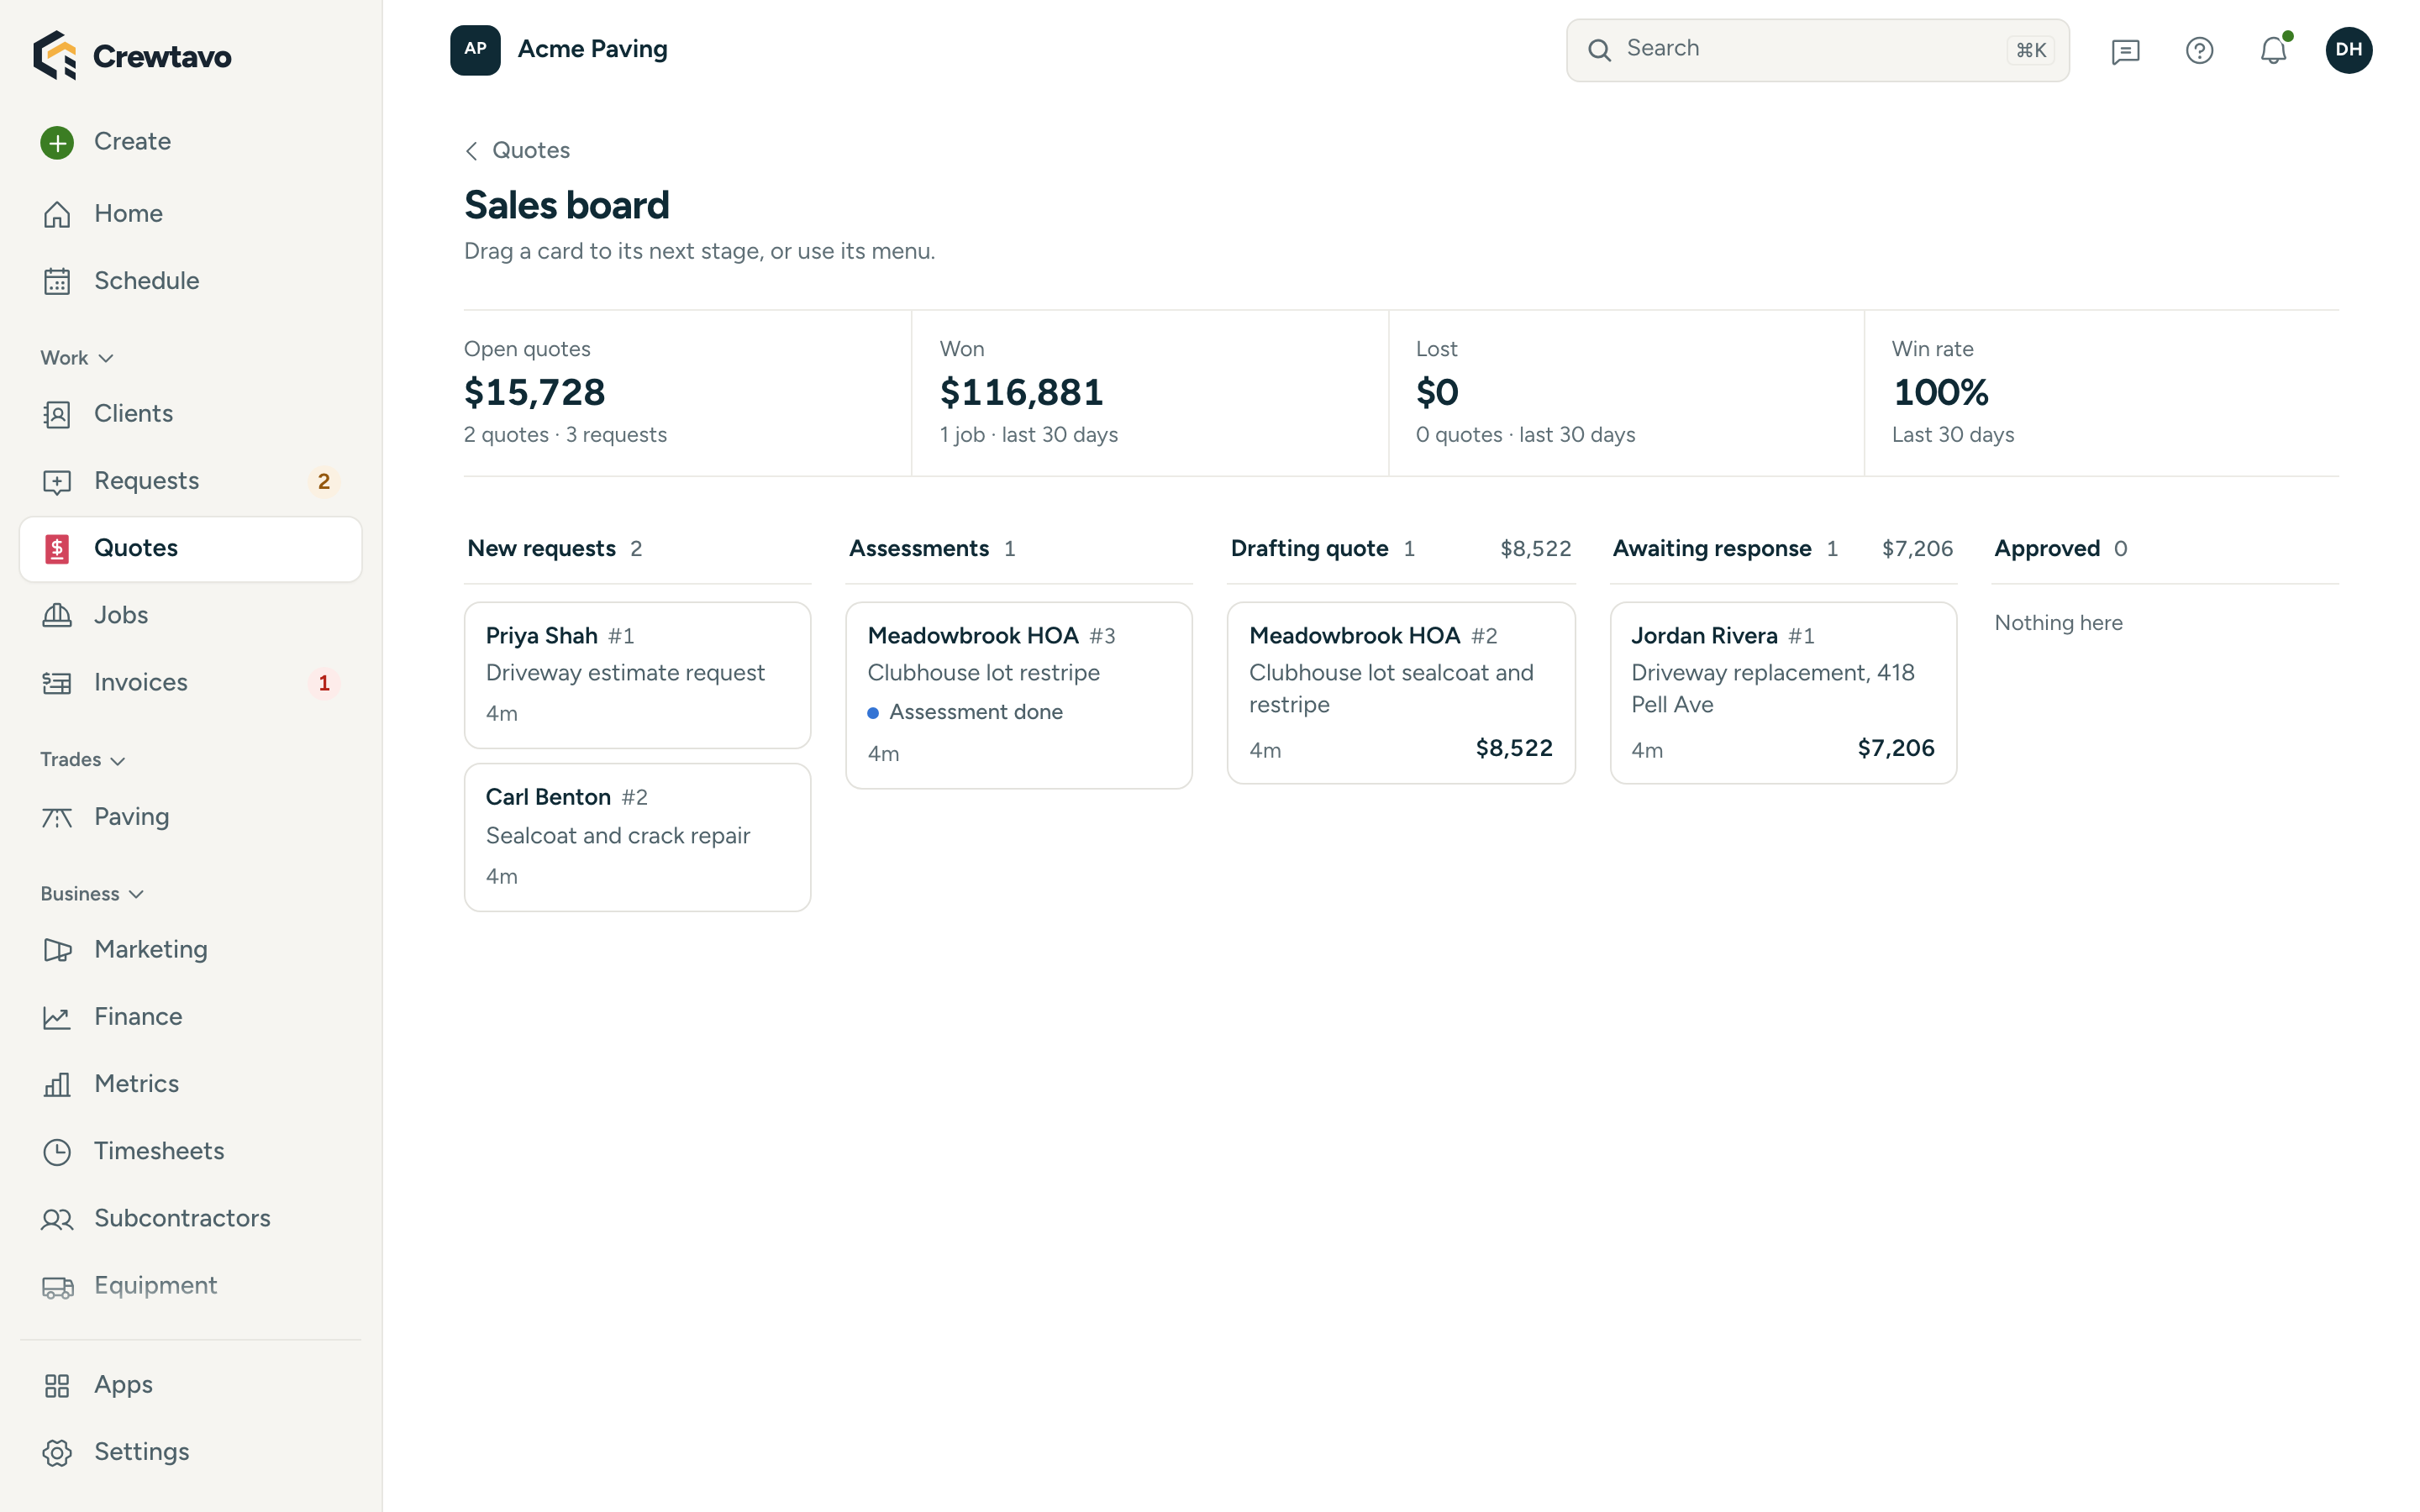 Crewtavo
Create
Home
Schedule
Work
Clients
Requests 2
Quotes
Jobs
Invoices 1
Trades
Paving
Business
Marketing
Finance
Metrics
Timesheets
Subcontractors
Equipment
Apps
Settings
AP Acme Paving
Search ⌘K
DH
Quotes
Sales board
Drag a card to its next stage, or use its menu.
Open quotes
$15,728
2 quotes · 3 requests
Won
$116,881
1 job · last 30 days
Lost
$0
0 quotes · last 30 days
Win rate
100%
Last 30 days
New requests 2
Priya Shah #1
Driveway estimate request
4m
Carl Benton #2
Sealcoat and crack repair
4m
Assessments 1
Meadowbrook HOA #3
Clubhouse lot restripe
Assessment done
4m
Drafting quote 1 $8,522
Meadowbrook HOA #2
Clubhouse lot sealcoat and
restripe
4m $8,522
Awaiting response 1 $7,206
Jordan Rivera #1
Driveway replacement, 418
Pell Ave
4m $7,206
Approved 0
Nothing here